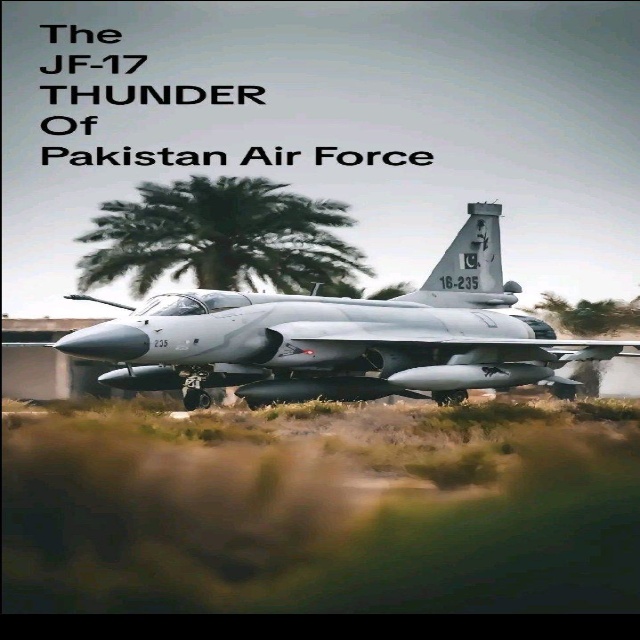 The
JF-17
THUNDER
Of
Pakistan Air Force
16-235
235